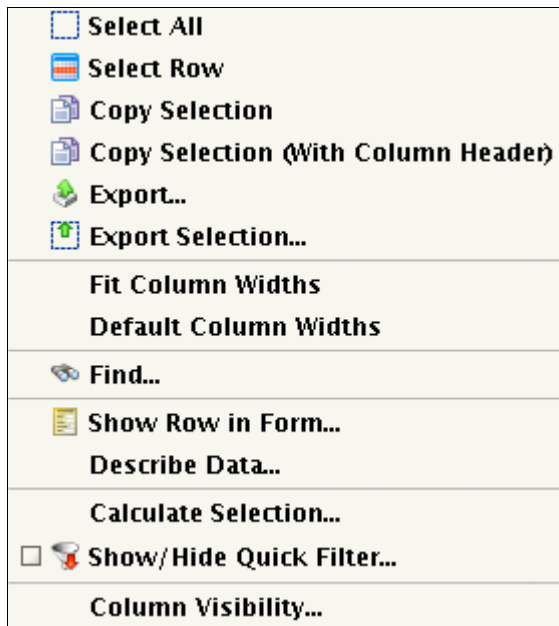 Select All
Select Row
Copy Selection
Copy Selection (With Column Header)
Export...
Export Selection...
Fit Column Widths
Default Column Widths
Find...
Show Row in Form...
Describe Data...
Calculate Selection...
Show/Hide Quick Filter...
Column Visibility...